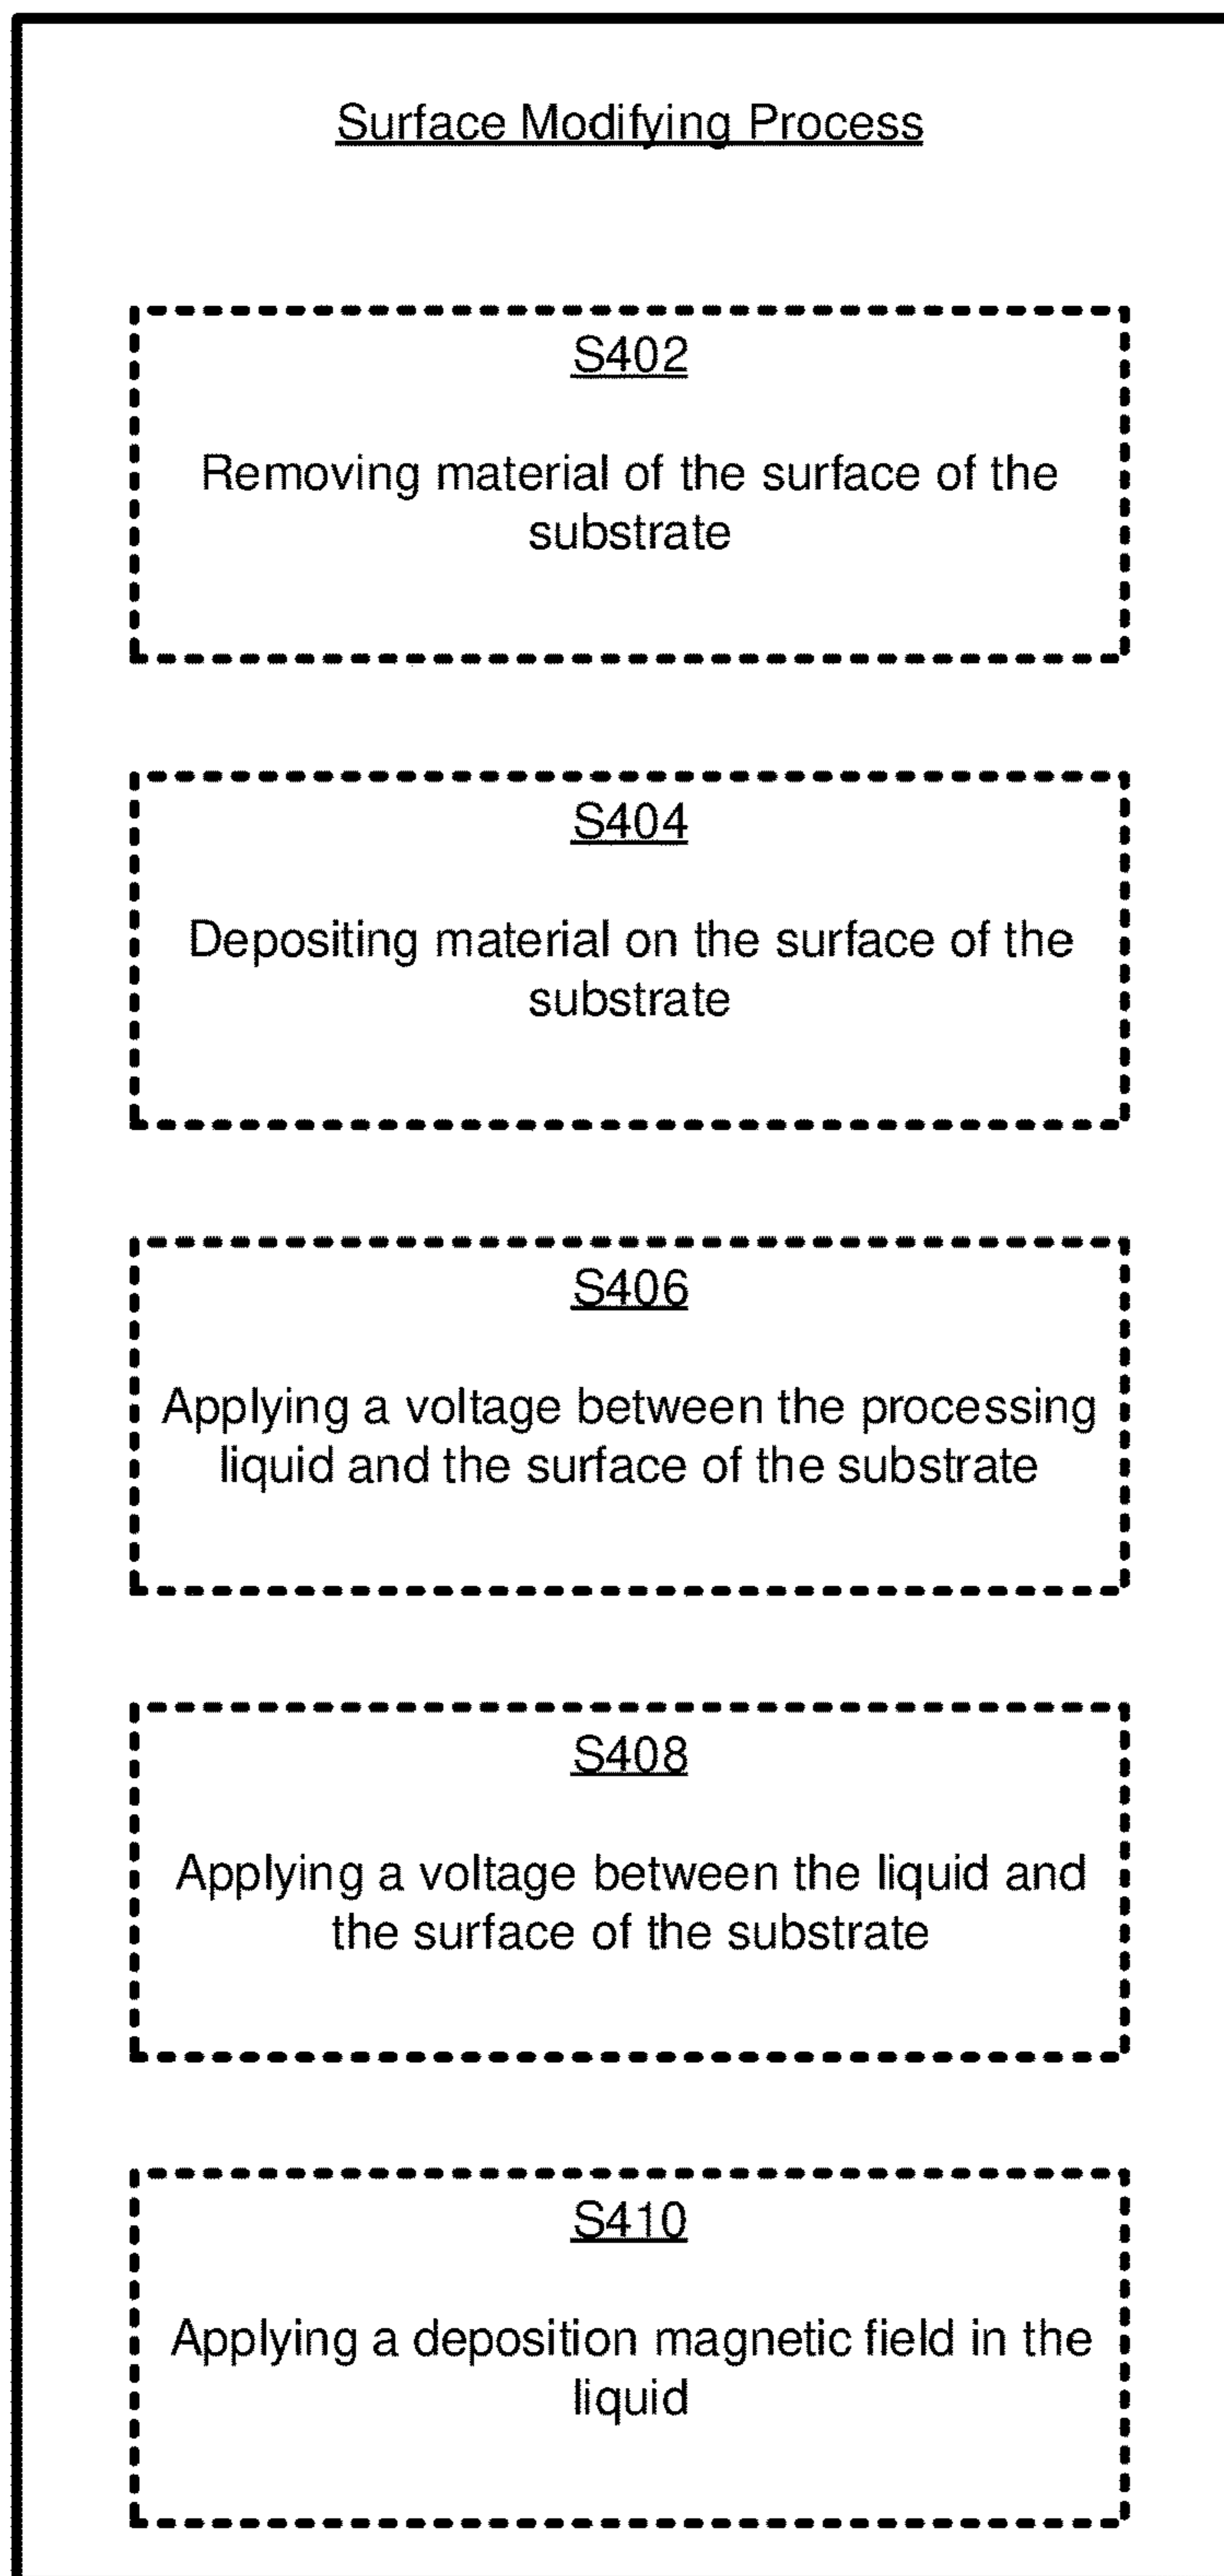 Surface Modifying Process
S402
Removing material of the surface of the
substrate
S404
Depositing material on the surface of the
substrate
S406
Applying a voltage between the processing
liquid and the surface of the substrate
S408
Applying a voltage between the liquid and
the surface of the substrate
S410
Applying a deposition magnetic field in the
liquid